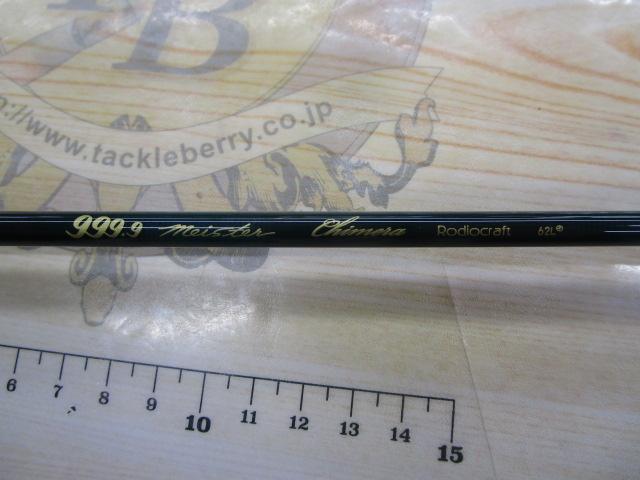 B
http://www.tackleberry.co.jp
999.9 Meister Chimera Rodiocraft 62L®
6 7 8 9 10 11 12 13 14 15